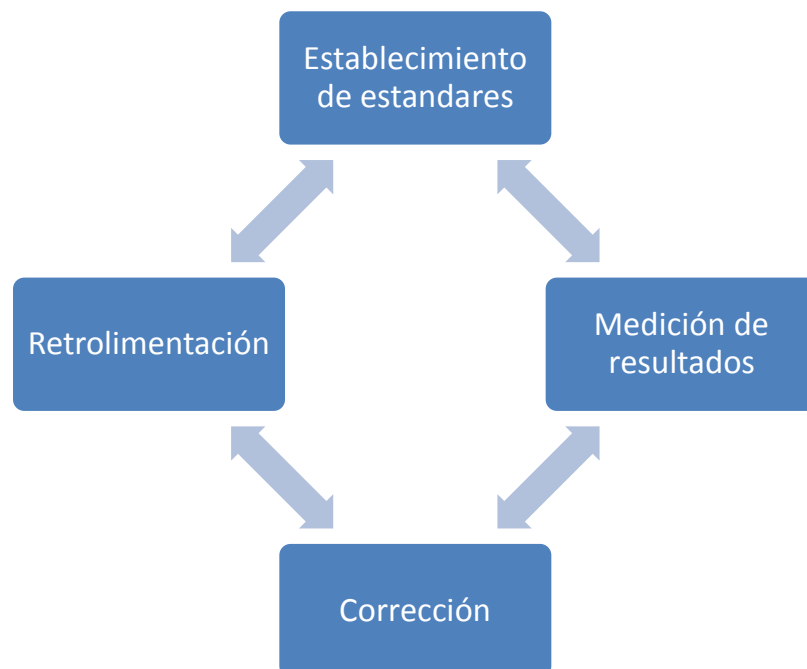 Establecimiento
de estandares
Retrolimentación
Medición de
resultados
Corrección